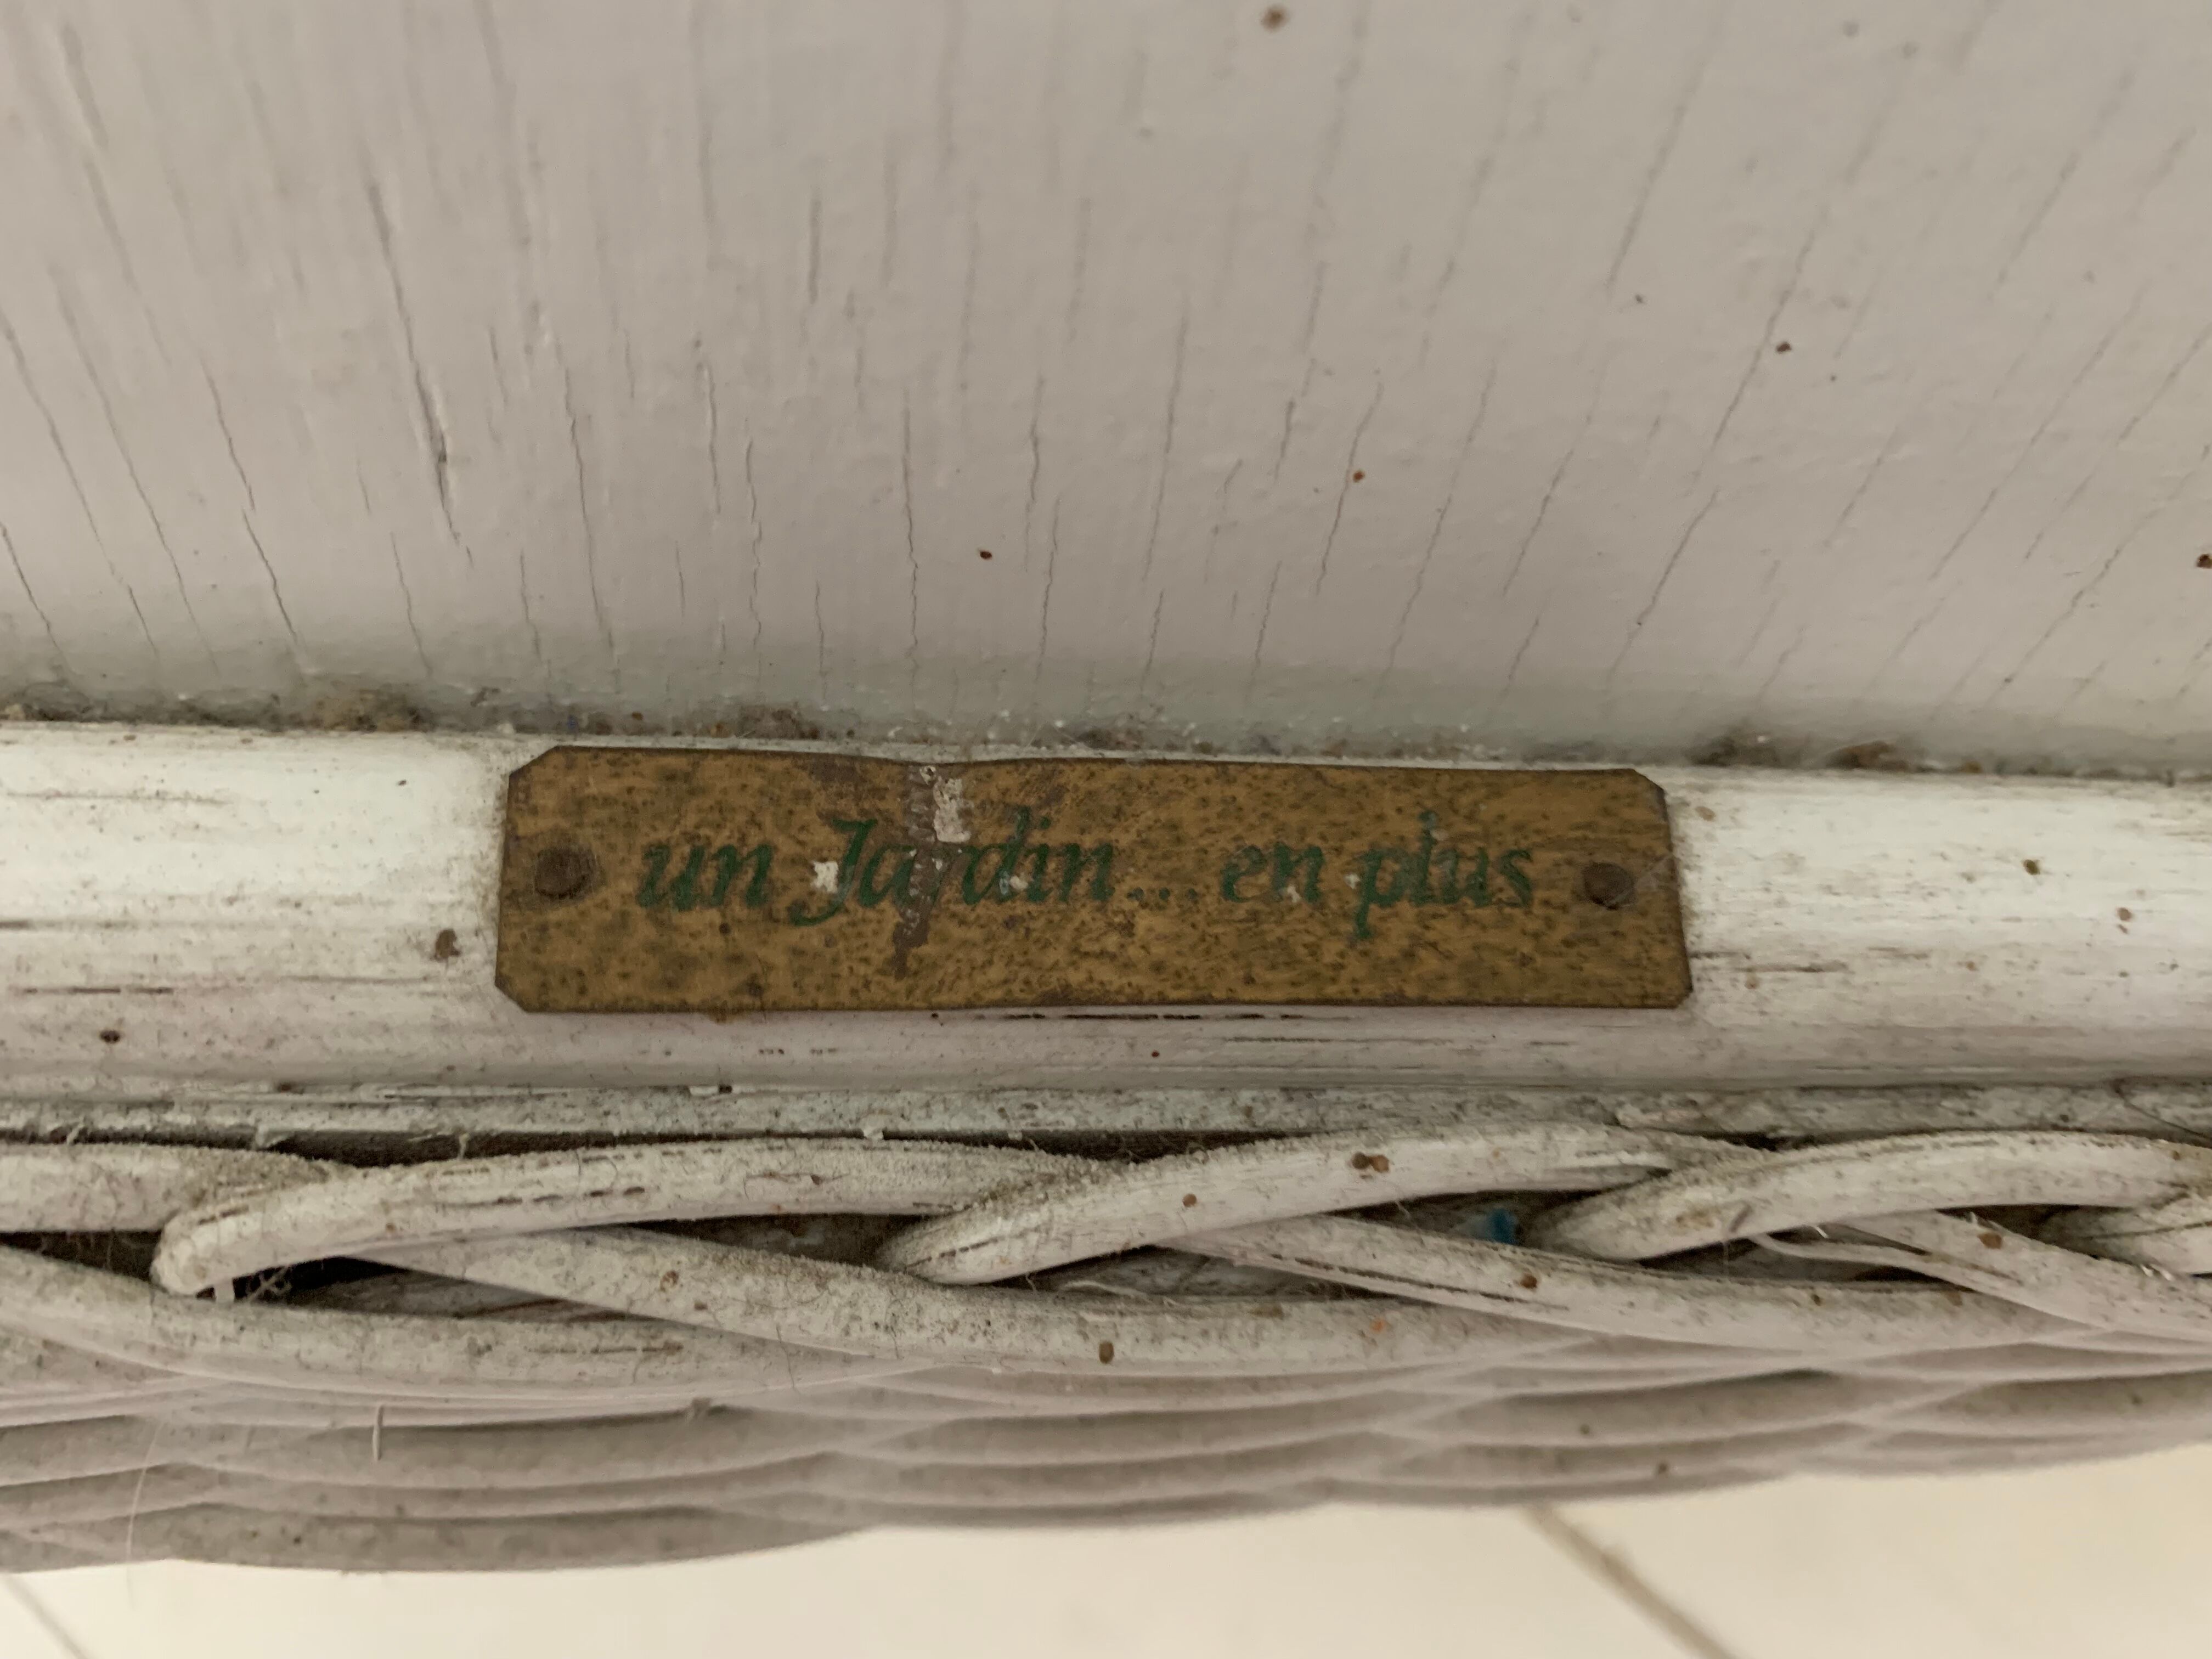 un Jardin... en plus